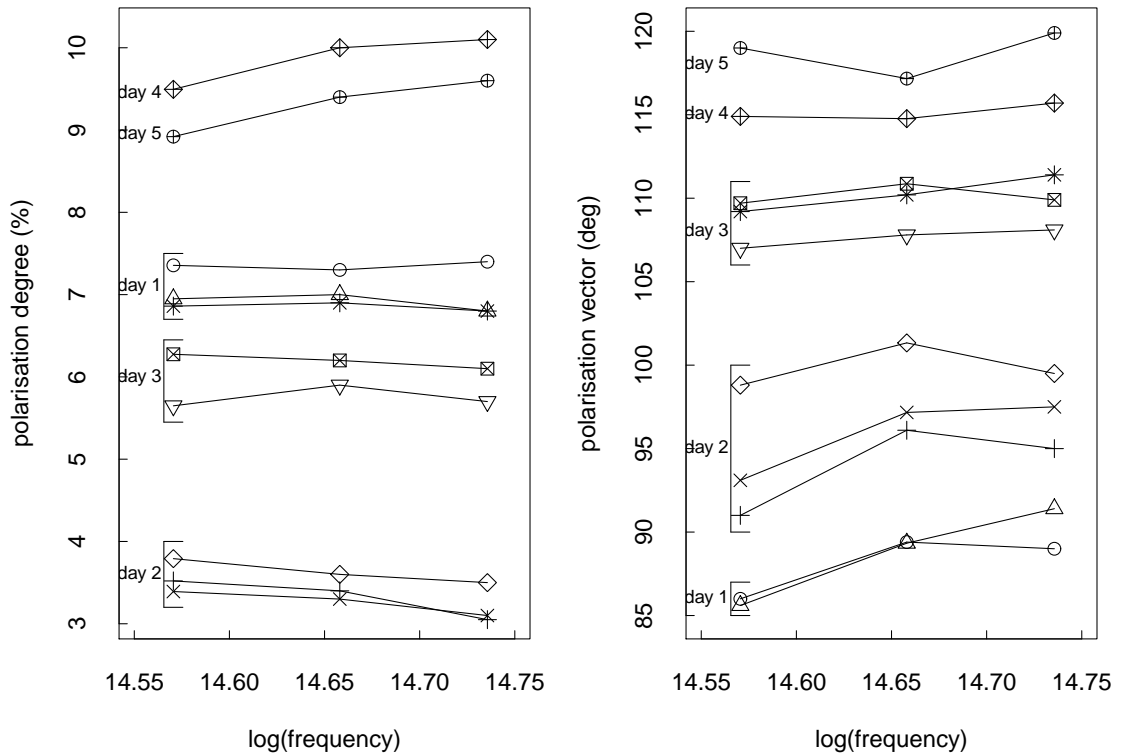 polarisation degree (%)
10
9
8
7
6
5
4
3
day 4
day 5
day 1
day 3
day 2
14.55 14.60 14.65 14.70 14.75
log(frequency)
polarisation vector (deg)
120
115
110
105
100
95
90
85
day 5
day 4
day 3
day 2
day 1
14.55 14.60 14.65 14.70 14.75
log(frequency)